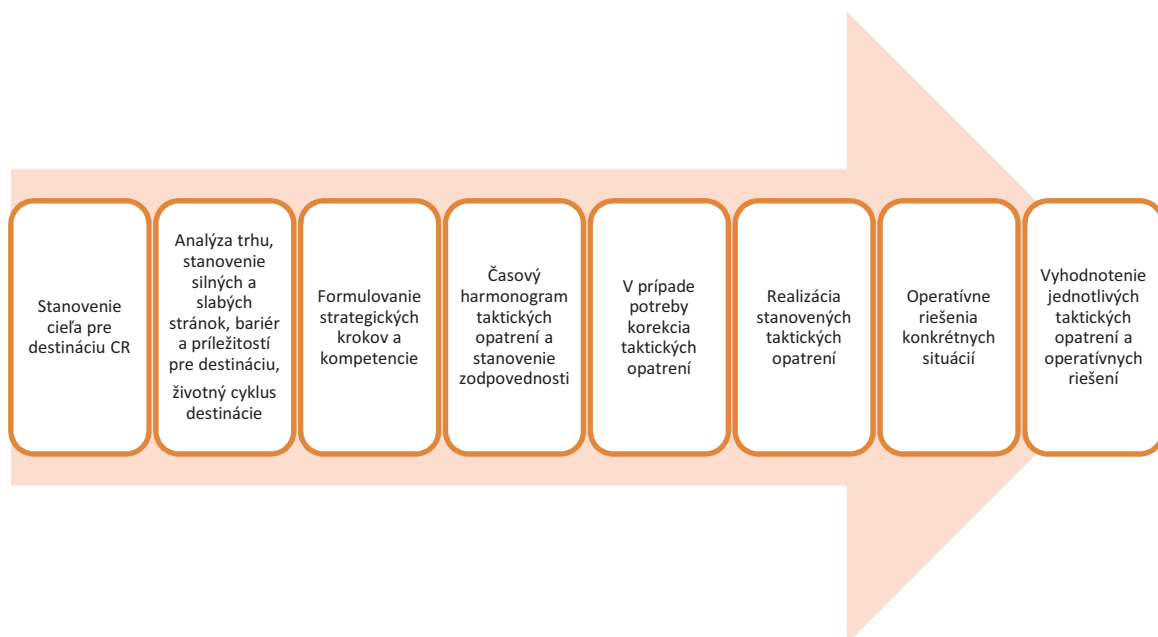 Stanovenie
cieľa pre
destináciu CR
Analýza trhu,
stanovenie
silných a
slabých
stránok, bariér
a príležitostí
pre destináciu,
životný cyklus
destinácie
Formulovanie
strategických
krokov a
kompetencie
Časový
harmonogram
taktických
opatrení a
stanovenie
zodpovednosti
V prípade
potreby
korekcia
taktických
opatrení
Realizácia
stanovených
taktických
opatrení
Operatívne
riešenia
konkrétnych
situácií
Vyhodnotenie
jednotlivých
taktických
opatrení a
operatívnych
riešení